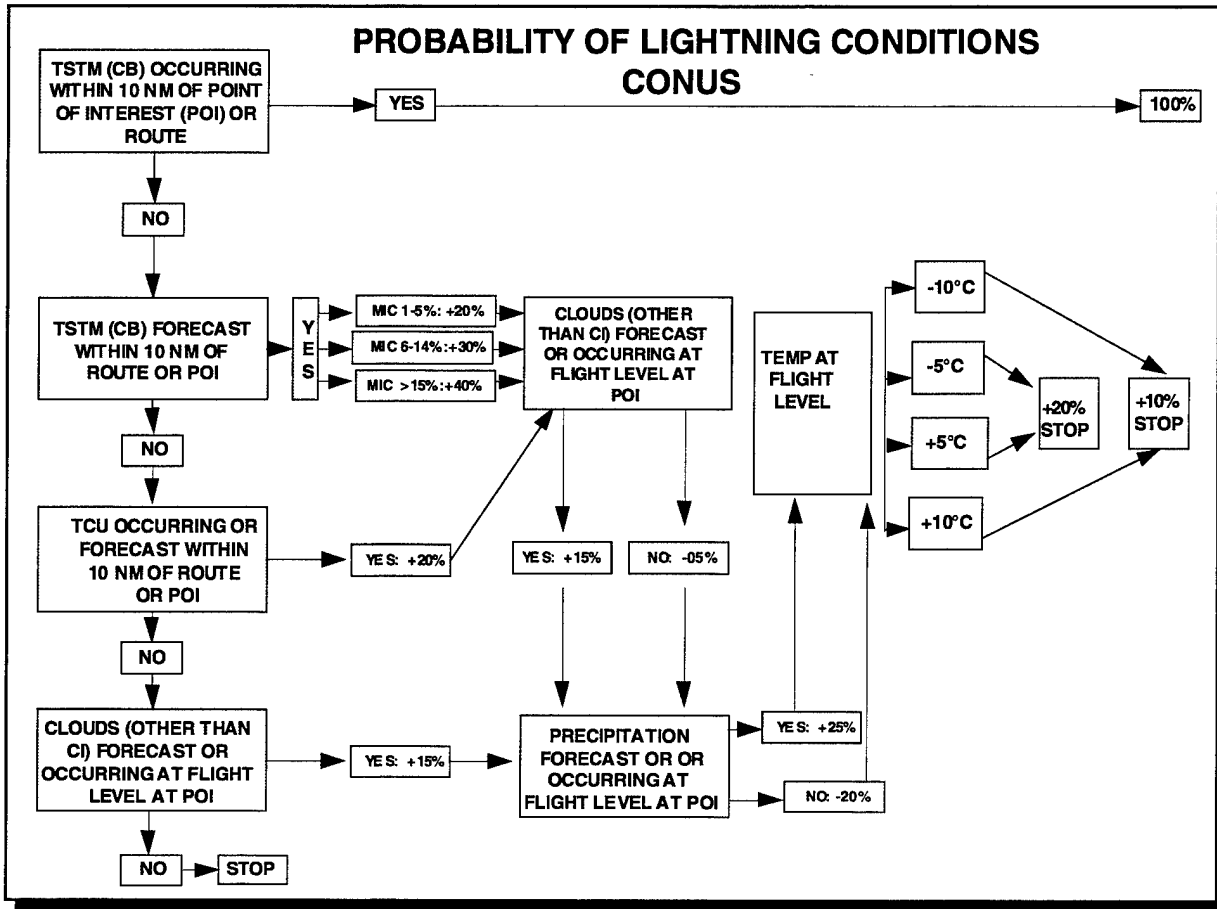 PROBABILITY OF LIGHTNING CONDITIONS
CONUS
TSTM (CB) OCCURRING
WITHIN 10 NM OF POINT
OF INTEREST (POI) OR
ROUTE
YES
100%
NO
TSTM (CB) FORECAST
WITHIN 10 NM OF
ROUTE OR POI
Y
E
S
MIC 1-5%: +20%
MIC 6-14%:+30%
MIC >15%:+40%
CLOUDS (OTHER
THAN CI) FORECAST
OR OCCURRING AT
FLIGHT LEVEL AT
POI
TEMP AT
FLIGHT
LEVEL
-10°C
-5°C
+5°C
+10°C
+20%
STOP
+10%
STOP
NO
TCU OCCURRING OR
FORECAST WITHIN
10 NM OF ROUTE
OR POI
YES: +20%
YES: +15%
NO: -05%
NO
CLOUDS (OTHER THAN
CI) FORECAST OR
OCCURRING AT FLIGHT
LEVEL AT POI
YES: +15%
PRECIPITATION
FORECAST OR OR
OCCURRING AT
FLIGHT LEVEL AT POI
YES: +25%
NO: -20%
NO
STOP